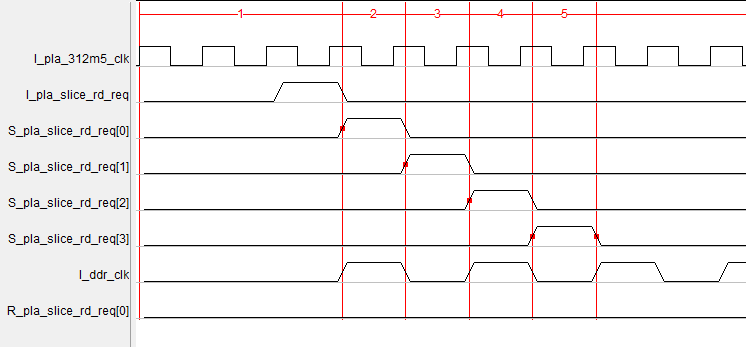 1 2 3 4 5
I_pla_312m5_clk
I_pla_slice_rd_req
S_pla_slice_rd_req[0]
S_pla_slice_rd_req[1]
S_pla_slice_rd_req[2]
S_pla_slice_rd_req[3]
I_ddr_clk
R_pla_slice_rd_req[0]